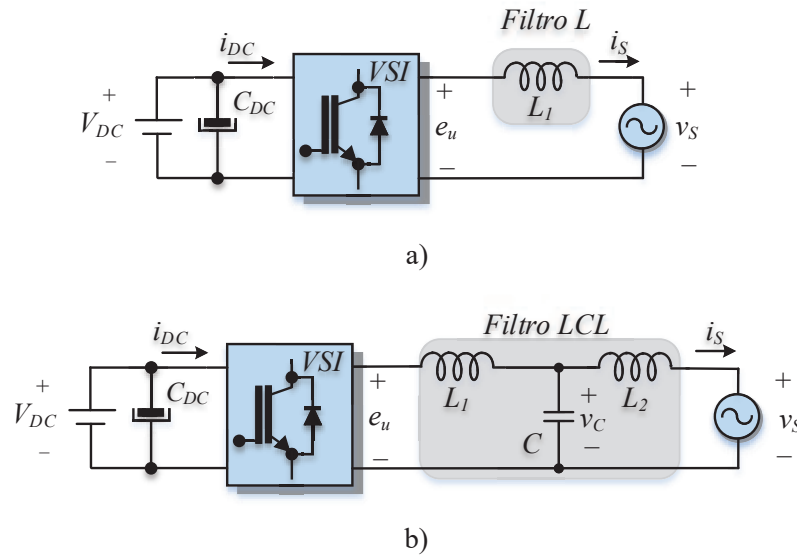 Filtro L
i_DC
VSI
i_S
+
V_DC
–
C_DC
+
e_u
–
L_1
+
v_S
–
a)
Filtro LCL
i_DC
VSI
i_S
+
V_DC
–
C_DC
+
e_u
–
L_1
L_2
C
+
v_C
–
+
v_S
–
b)